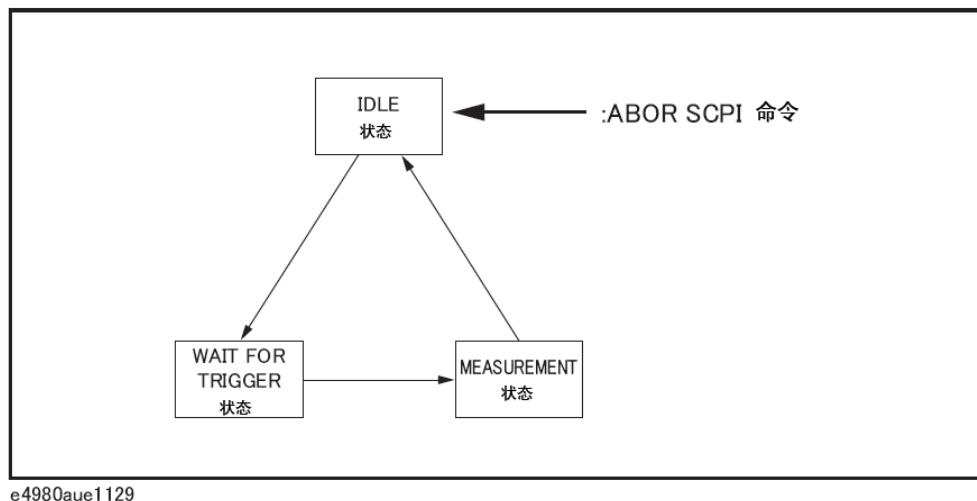 IDLE
状态
:ABOR SCPI 命令
WAIT FOR
TRIGGER
状态
MEASUREMENT
状态
e4980aue1129